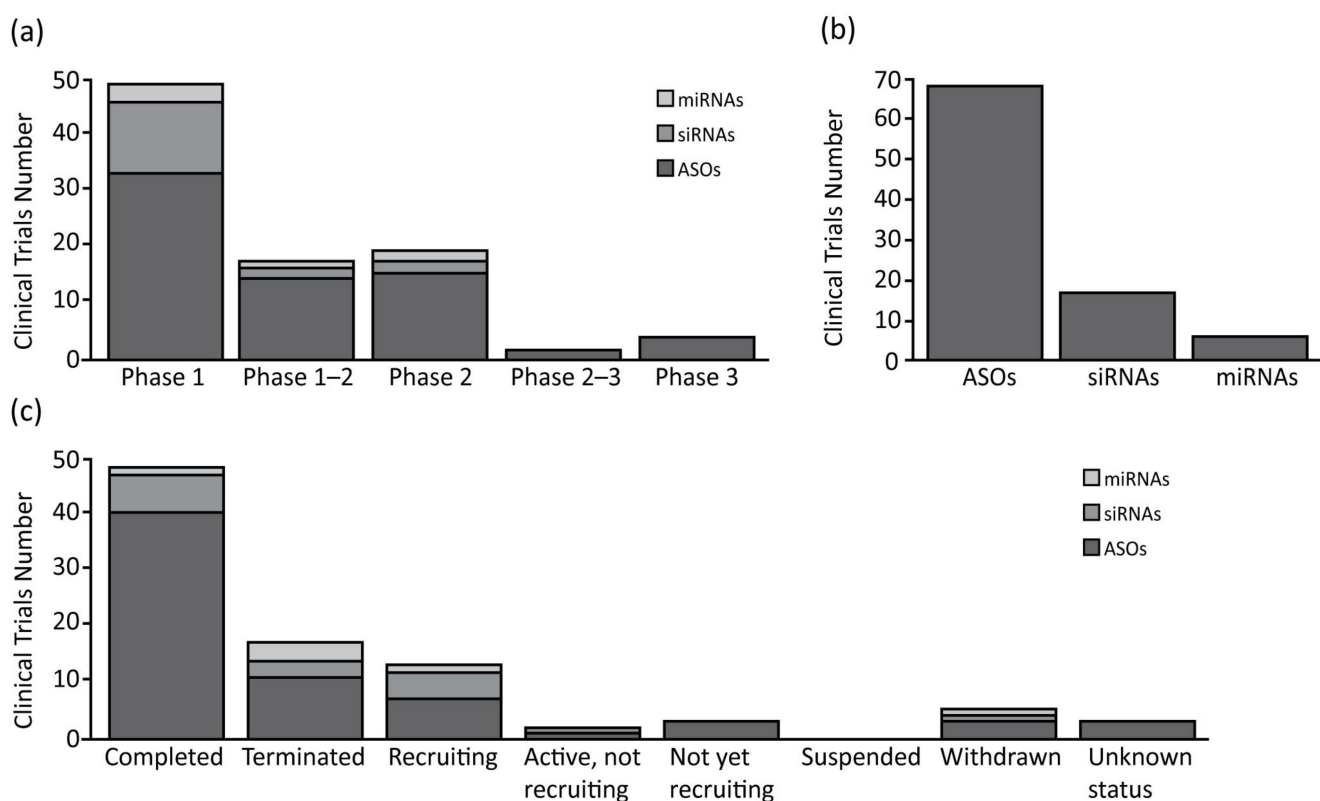 (a)
Clinical Trials Number
50
40
30
20
10
0
miRNAs
siRNAs
ASOs
Phase 1
Phase 1–2
Phase 2
Phase 2–3
Phase 3
(b)
Clinical Trials Number
70
60
50
40
30
20
10
0
ASOs
siRNAs
miRNAs
(c)
Clinical Trials Number
50
40
30
20
10
0
miRNAs
siRNAs
ASOs
Completed
Terminated
Recruiting
Active, not
recruiting
Not yet
recruiting
Suspended
Withdrawn
Unknown
status